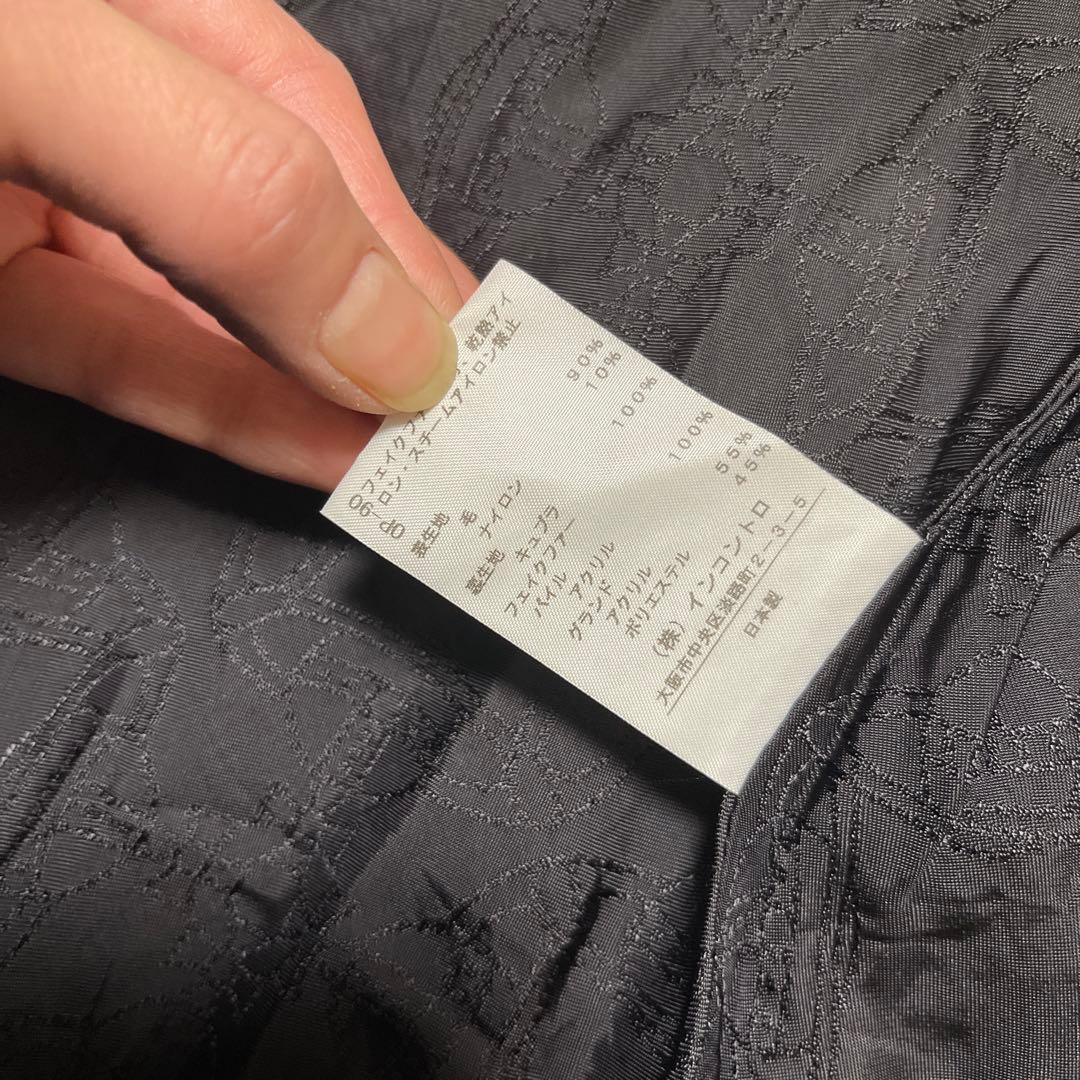 フェイクファ 、乾熱アイ
ロン・スチームアイロン禁止
表生地
毛 90%
ナイロン 10%
裏生地
キュプラ 100%
フェイクファー
パイル アクリル 100%
グランド
アクリル 55%
ポリエステル 45%
(株) インコントロ
大阪市中央区淡路町2-3-5
日本製